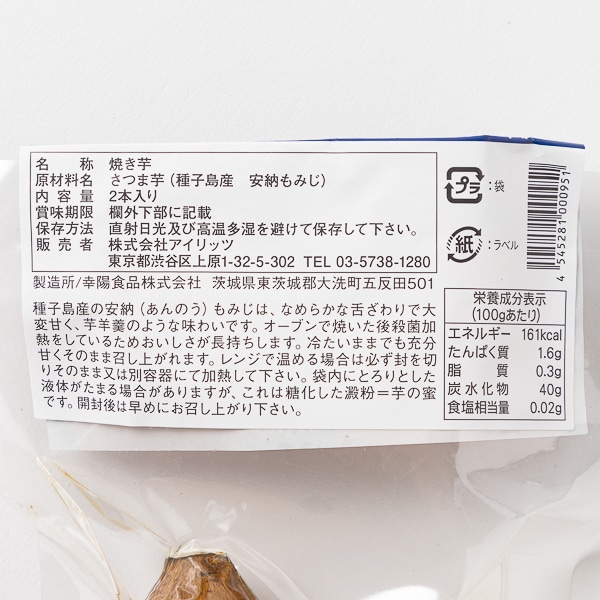 名　　称　焼き芋
原材料名　さつま芋（種子島産　安納もみじ）
内 容 量　2本入り
賞味期限　欄外下部に記載
保存方法　直射日光及び高温多湿を避けて保存して下さい。
販 売 者　株式会社アイリッツ
東京都渋谷区上原1-32-5-302 TEL 03-5738-1280
製造所/幸陽食品株式会社 茨城県東茨城郡大洗町五反田501
種子島産の安納（あんのう）もみじは、なめらかな舌ざわりで大
変甘く、芋羊羹のような味わいです。オーブンで焼いた後殺菌加
熱をしているためおいしさが長持ちします。冷たいままでも充分
甘くそのまま召し上がれます。レンジで温める場合は必ず封を切
りそのまま又は別容器にて加熱して下さい。袋内にとろりとした
液体がたまる場合がありますが、これは糖化した澱粉＝芋の蜜
です。開封後は早めにお召し上がり下さい。
プラ：袋
紙：ラベル
4 545281 000951
栄養成分表示
（100gあたり）
エネルギー 161kcal
たんぱく質 1.6g
脂　　質 0.3g
炭水化物 40g
食塩相当量 0.02g